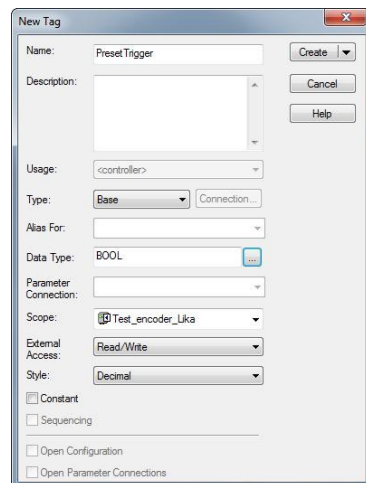 New Tag
Name: PresetTrigger Create
Description: Cancel
Help
Usage: <controller>
Type: Base Connection...
Alias For:
Data Type: BOOL ...
Parameter
Connection:
Scope: Test_encoder_Lika
External
Access: Read/Write
Style: Decimal
Constant
Sequencing
Open Configuration
Open Parameter Connections